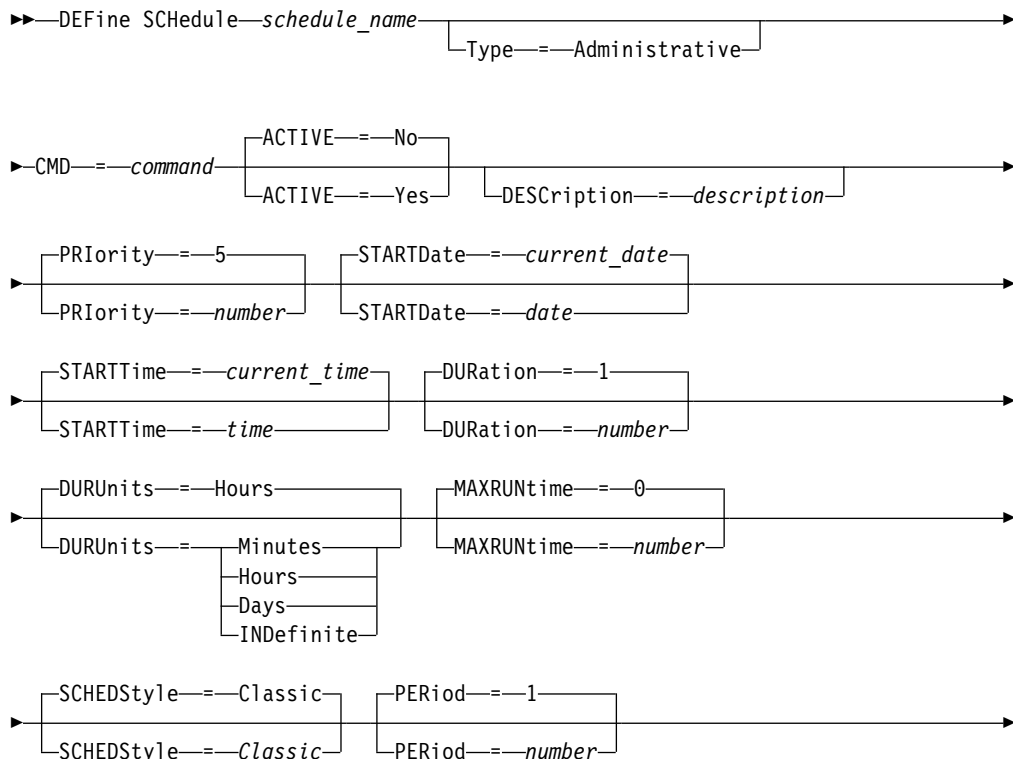 DEFine SCHedule schedule_name
Type = Administrative
CMD = command
ACTIVE = No
ACTIVE = Yes
DESCription = description
PRIority = 5
PRIority = number
STARTDate = current_date
STARTDate = date
STARTTime = current_time
STARTTime = time
DURation = 1
DURation = number
DURUnits = Hours
DURUnits = Minutes
Hours
Days
INDefinite
MAXRUNtime = 0
MAXRUNtime = number
SCHEDStyle = Classic
SCHEDStyle = Classic
PERiod = 1
PERiod = number